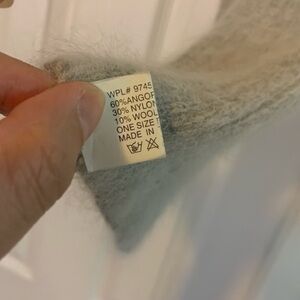 WPL# 9745
60%ANGOR
30% NYLON
10% WOOL
ONE SIZE
MADE IN